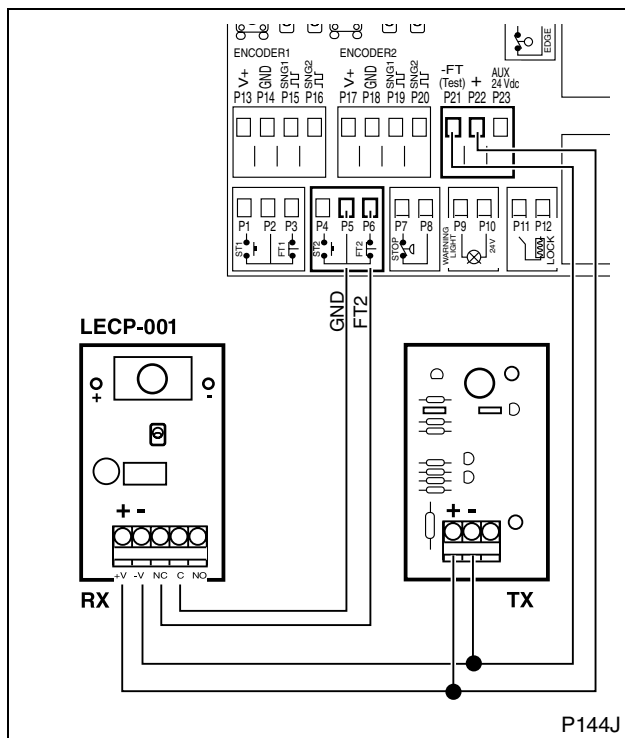 EDGE
ENCODER1
ENCODER2
V+ GND SNG1 SNG2
V+ GND SNG1 SNG2
-FT (Test) + AUX 24 Vdc
P13 P14 P15 P16
P17 P18 P19 P20
P21 P22 P23
P1 P2 P3
P4 P5 P6
P7 P8
P9 P10
P11 P12
ST1 FT1
ST2 FT2
STOP
WARNING LIGHT 24V
LOCK
GND
FT2
LECP-001
+ -
+ -
+V -V NC C NO
RX
+ -
TX
P144J